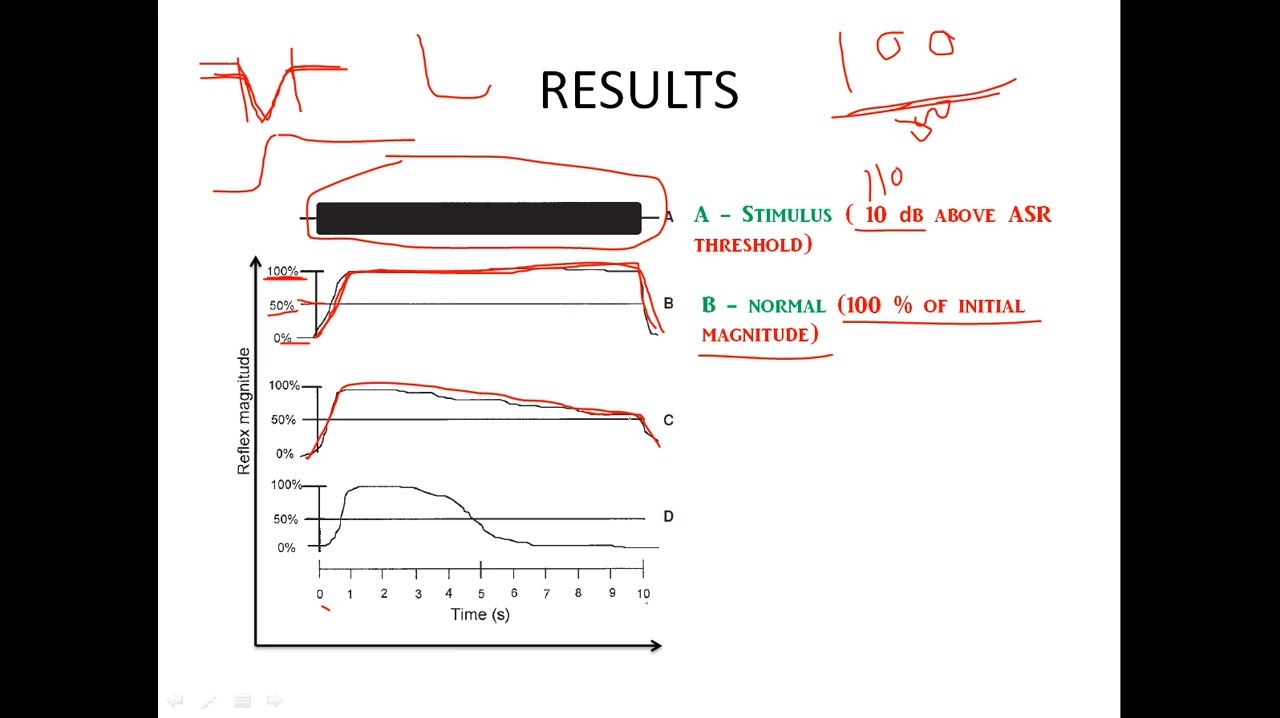 100
RESULTS
110
A
A – STIMULUS ( 10 dB ABOVE ASR
THRESHOLD)
100%
50%
0%
B
B – NORMAL (100 % OF INITIAL
MAGNITUDE)
Reflex magnitude
100%
50%
0%
C
100%
50%
0%
D
0 1 2 3 4 5 6 7 8 9 10
Time (s)